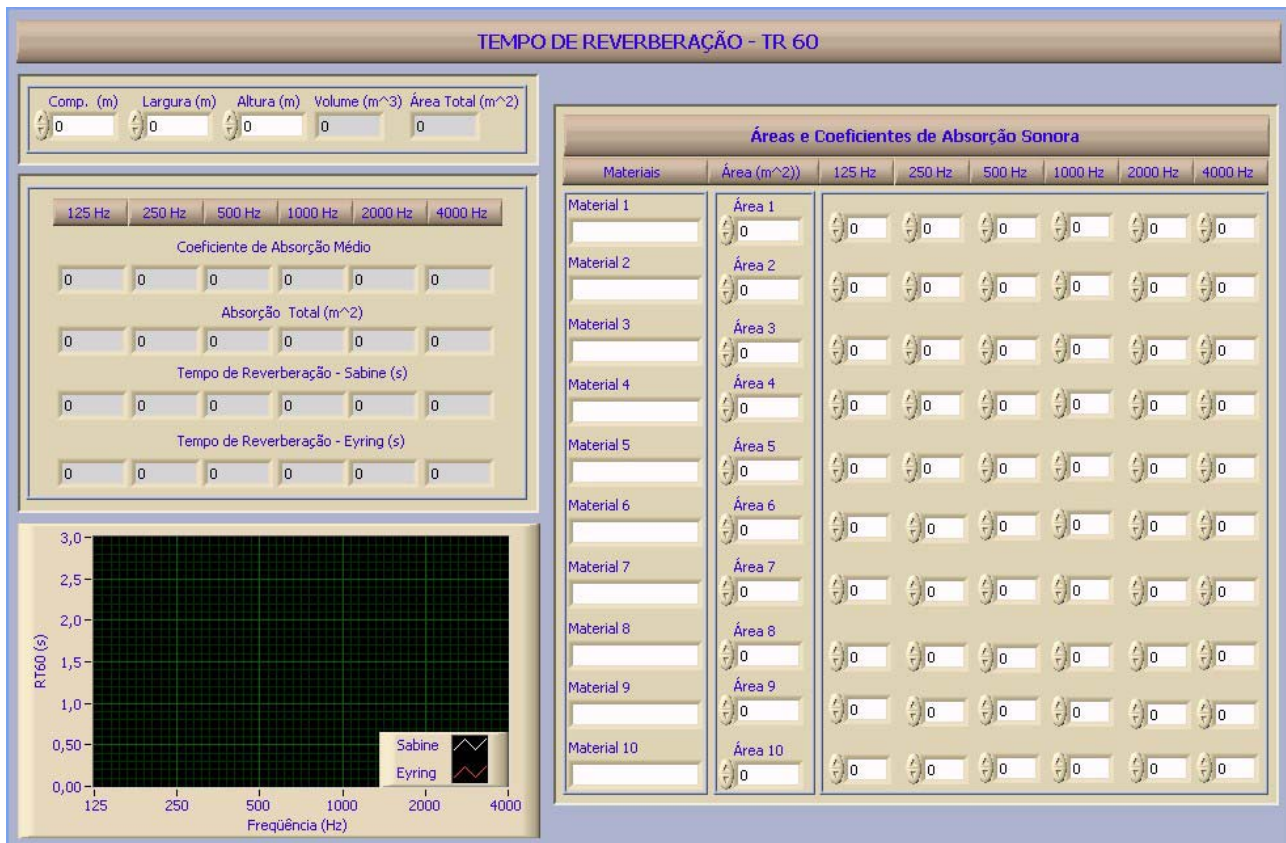 TEMPO DE REVERBERAÇÃO - TR 60
Comp. (m) Largura (m) Altura (m) Volume (m^3) Área Total (m^2)
0 0 0 0 0
125 Hz 250 Hz 500 Hz 1000 Hz 2000 Hz 4000 Hz
Coeficiente de Absorção Médio
0 0 0 0 0 0
Absorção Total (m^2)
0 0 0 0 0 0
Tempo de Reverberação - Sabine (s)
0 0 0 0 0 0
Tempo de Reverberação - Eyring (s)
0 0 0 0 0 0
RT60 (s)
3,0
2,5
2,0
1,5
1,0
0,50
0,00
Sabine
Eyring
125 250 500 1000 2000 4000
Freqüência (Hz)
Áreas e Coeficientes de Absorção Sonora
Materiais Área (m^2)) 125 Hz 250 Hz 500 Hz 1000 Hz 2000 Hz 4000 Hz
Material 1 Área 1
0 0 0 0 0 0 0
Material 2 Área 2
0 0 0 0 0 0 0
Material 3 Área 3
0 0 0 0 0 0 0
Material 4 Área 4
0 0 0 0 0 0 0
Material 5 Área 5
0 0 0 0 0 0 0
Material 6 Área 6
0 0 0 0 0 0 0
Material 7 Área 7
0 0 0 0 0 0 0
Material 8 Área 8
0 0 0 0 0 0 0
Material 9 Área 9
0 0 0 0 0 0 0
Material 10 Área 10
0 0 0 0 0 0 0